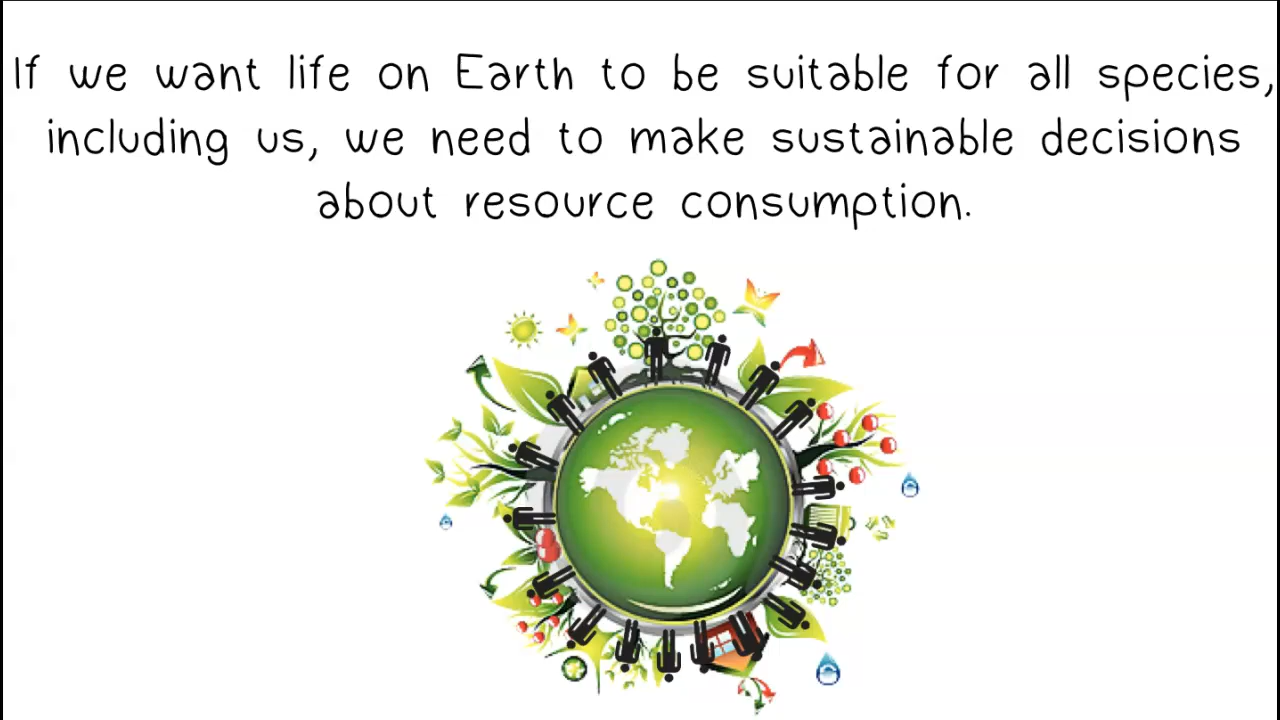 If we want life on Earth to be suitable for all species,
including us, we need to make sustainable decisions
about resource consumption.